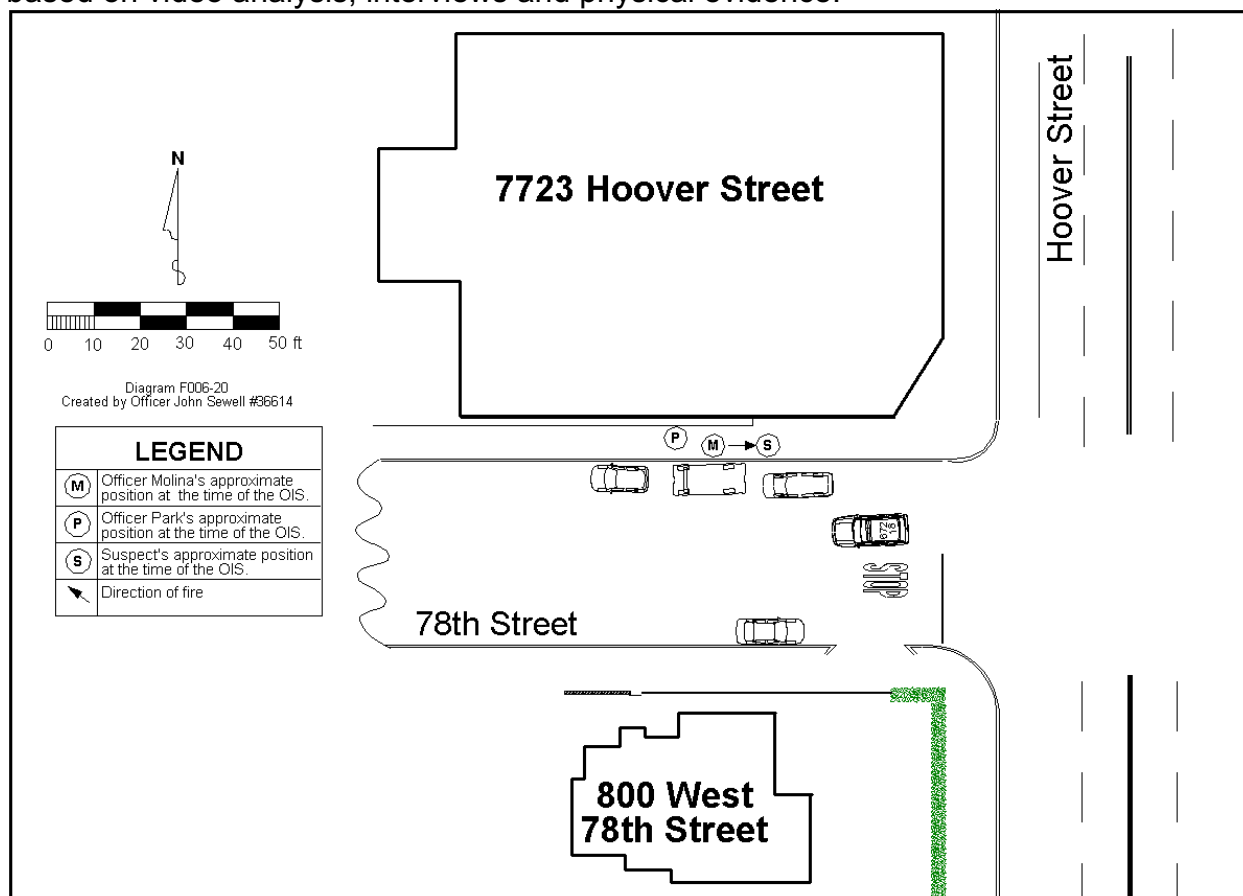 based on video analysis, interviews and physical evidence.
7723 Hoover Street
Hoover Street
N
0 10 20 30 40 50 ft
Diagram F006-20
Created by Officer John Sewell #36614
LEGEND
M Officer Molina's approximate
position at the time of the OIS.
P Officer Park's approximate
position at the time of the OIS.
S Suspect's approximate position
at the time of the OIS.
Direction of fire
P M S
672
18
STOP
78th Street
800 West
78th Street